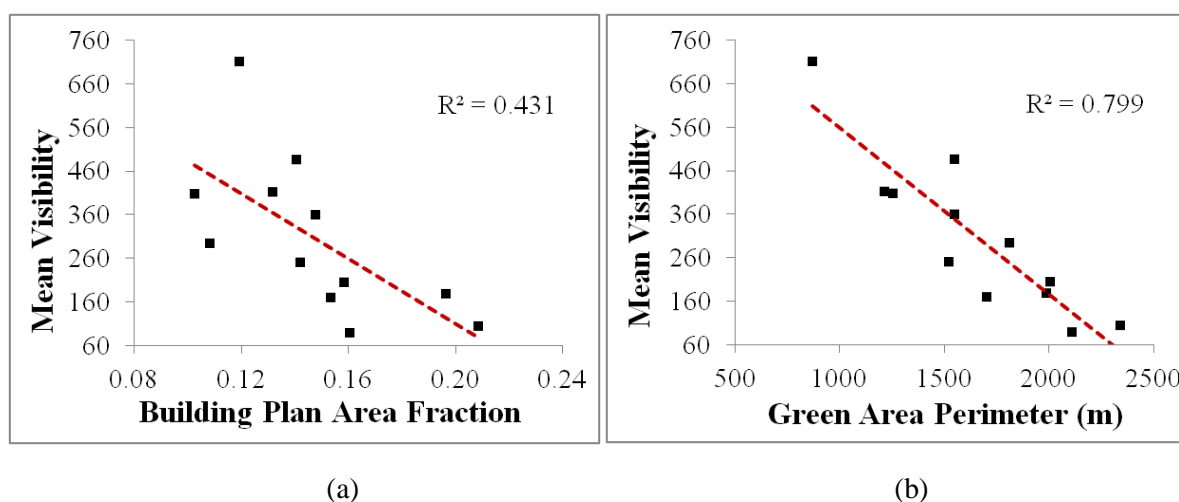 760
660
560
460
360
260
160
60
Mean Visibility
R² = 0.431
0.08 0.12 0.16 0.20 0.24
Building Plan Area Fraction
(a)
760
660
560
460
360
260
160
60
Mean Visibility
R² = 0.799
500 1000 1500 2000 2500
Green Area Perimeter (m)
(b)